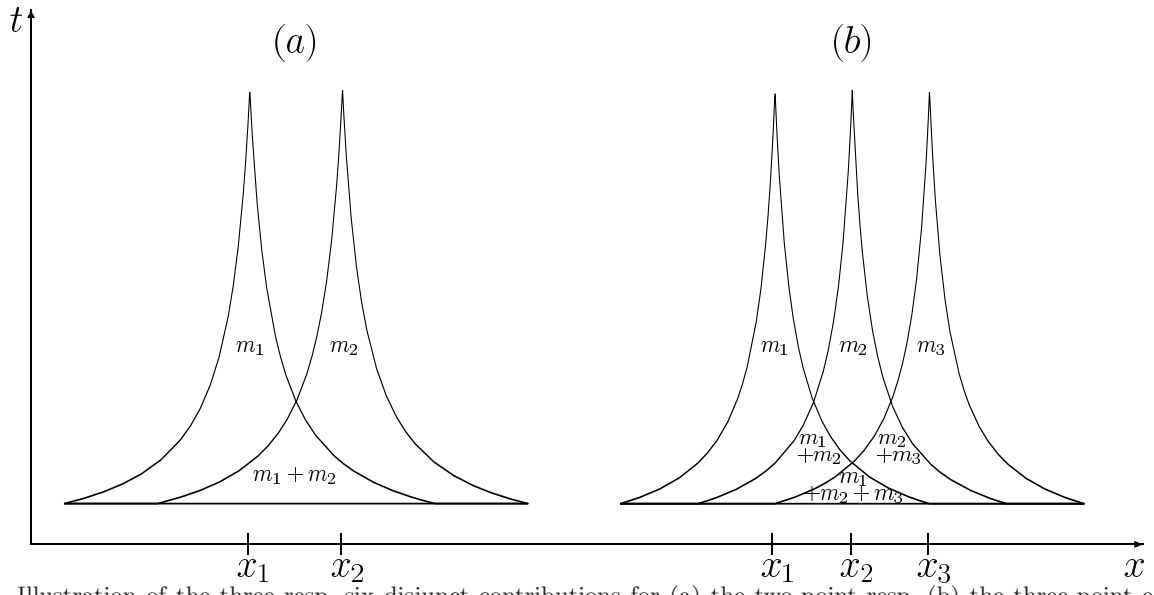 t
(a) (b)
m1 m2 m1 m2 m3
m1 m2
+m2 +m3
m1 + m2 m1
+m2 + m3
x1 x2 x1 x2 x3 x
Illustration of the three resp. six disjunct contributions for (a) the two-point resp. (b) the three-point